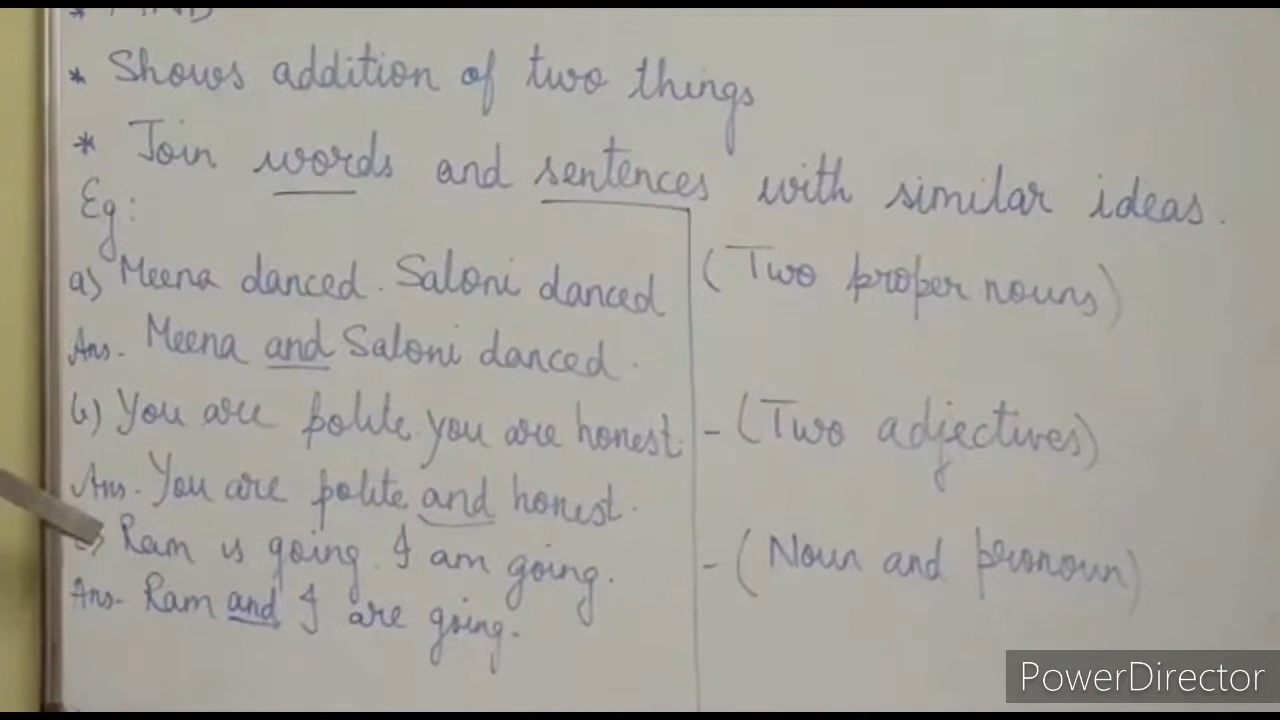 * AND
* Shows addition of two things
* Join words and sentences with similar ideas.
Eg:
a) Meena danced. Saloni danced (Two proper nouns)
Ans. Meena and Saloni danced.
b) You are polite. you are honest. - (Two adjectives)
Ans. You are polite and honest.
Ram is going. I am going. - (Noun and pronoun)
Ans- Ram and I are going.
PowerDirector